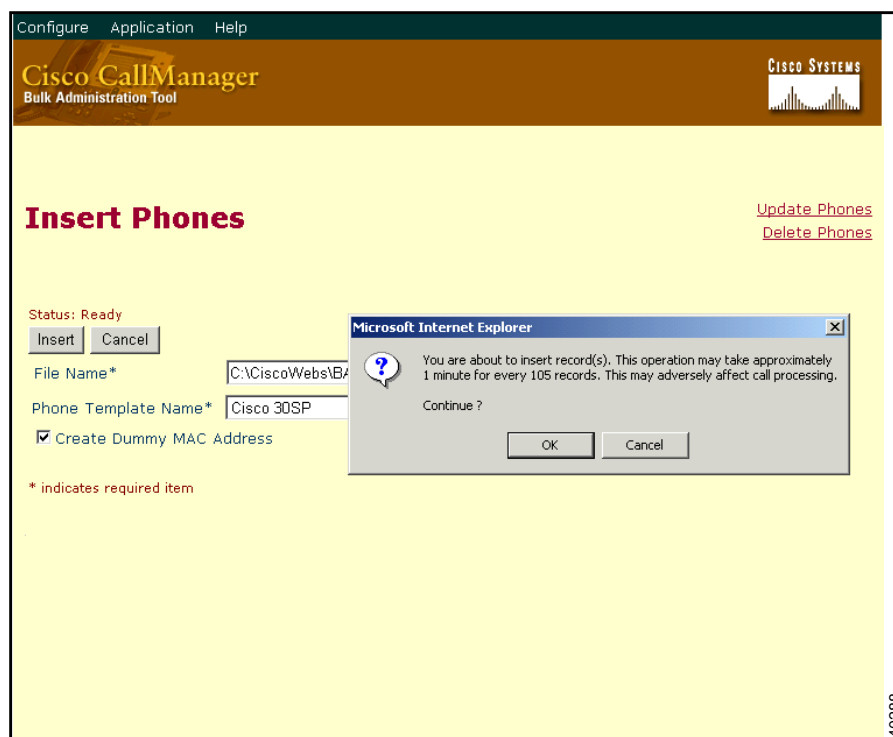 Configure Application Help
Cisco CallManager
Bulk Administration Tool
CISCO SYSTEMS
Insert Phones
Update Phones
Delete Phones
Status: Ready
Insert Cancel
File Name* C:\CiscoWebs\BA
Phone Template Name* Cisco 30SP
Create Dummy MAC Address
* indicates required item
Microsoft Internet Explorer
You are about to insert record(s). This operation may take approximately
1 minute for every 105 records. This may adversely affect call processing.
Continue ?
OK Cancel